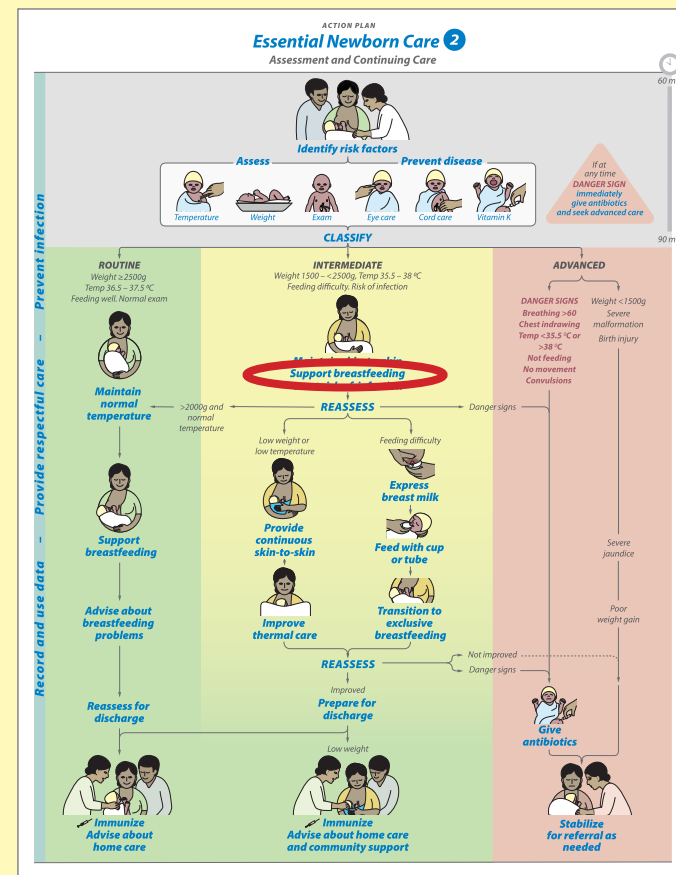 ACTION PLAN
Essential Newborn Care 2
Assessment and Continuing Care
60 m
Identify risk factors
Assess
Prevent disease
Temperature
Weight
Exam
Eye care
Cord care
Vitamin K
If at
any time
DANGER SIGN
immediately
give antibiotics
and seek advanced care
CLASSIFY
90 m
Record and use data – Provide respectful care – Prevent infection
ROUTINE
Weight ≥2500g
Temp 36.5 – 37.5 ºC
Feeding well. Normal exam
Maintain
normal
temperature
Support
breastfeeding
Advise about
breastfeeding
problems
Reassess for
discharge
Immunize
Advise about
home care
INTERMEDIATE
Weight 1500 – <2500g, Temp 35.5 – 38 ºC
Feeding difficulty. Risk of infection
Support breastfeeding
REASSESS
>2000g and
normal
temperature
Danger signs
Low weight or
low temperature
Provide
continuous
skin-to-skin
Improve
thermal care
Feeding difficulty
Express
breast milk
Feed with cup
or tube
Transition to
exclusive
breastfeeding
REASSESS
Not improved
Danger signs
Improved
Prepare for
discharge
Low weight
Immunize
Advise about home care
and community support
ADVANCED
DANGER SIGNS
Breathing >60
Chest indrawing
Temp <35.5 ºC or
>38 ºC
Not feeding
No movement
Convulsions
Weight <1500g
Severe
malformation
Birth injury
Severe
jaundice
Poor
weight gain
Give
antibiotics
Stabilize
for referral as
needed